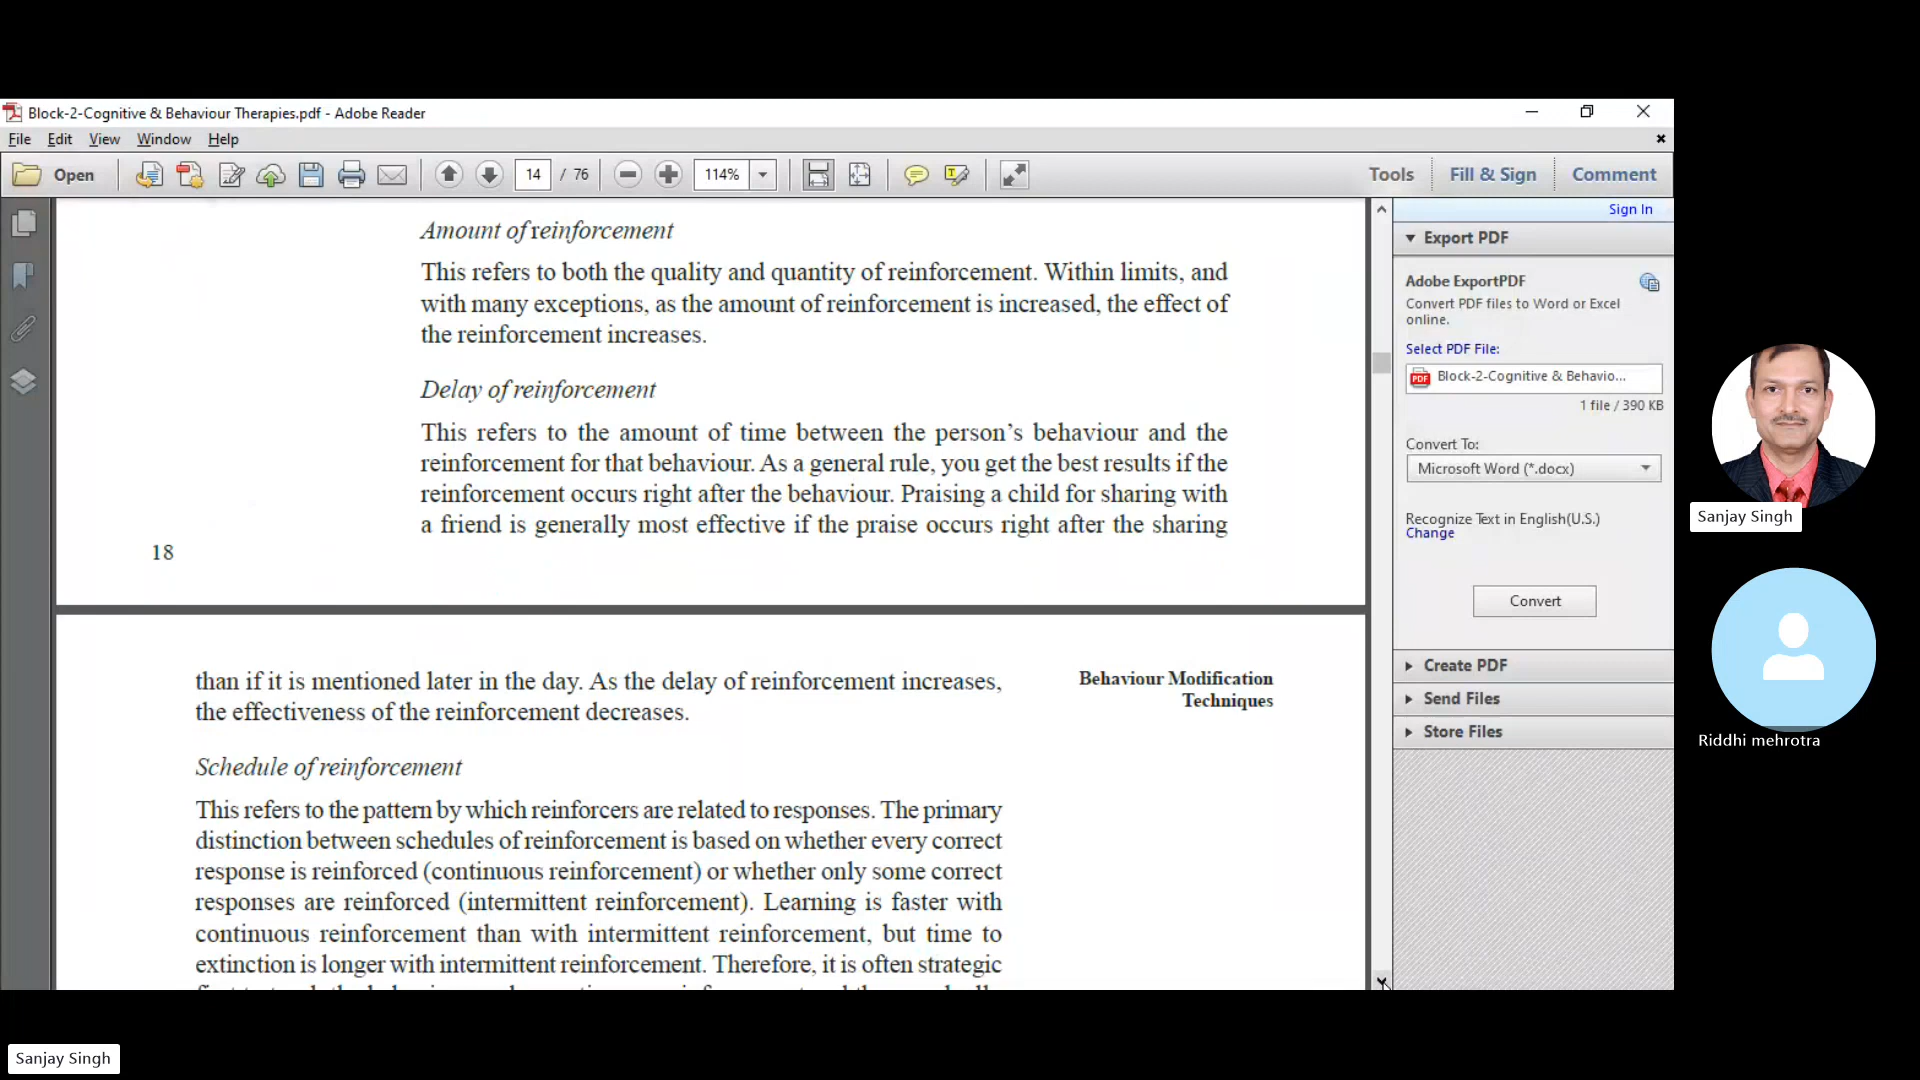 Block-2-Cognitive & Behaviour Therapies.pdf - Adobe Reader
File Edit View Window Help
Open 14 / 76 114% Tools Fill & Sign Comment
Sign In
Export PDF
Adobe ExportPDF
Convert PDF files to Word or Excel
online.
Select PDF File:
Block-2-Cognitive & Behavio...
1 file / 390 KB
Convert To:
Microsoft Word (*.docx)
Recognize Text in English(U.S.)
Change
Convert
Create PDF
Send Files
Store Files
Amount of reinforcement
This refers to both the quality and quantity of reinforcement. Within limits, and
with many exceptions, as the amount of reinforcement is increased, the effect of
the reinforcement increases.
Delay of reinforcement
This refers to the amount of time between the person's behaviour and the
reinforcement for that behaviour. As a general rule, you get the best results if the
reinforcement occurs right after the behaviour. Praising a child for sharing with
a friend is generally most effective if the praise occurs right after the sharing
18
than if it is mentioned later in the day. As the delay of reinforcement increases,
the effectiveness of the reinforcement decreases.
Behaviour Modification
Techniques
Schedule of reinforcement
This refers to the pattern by which reinforcers are related to responses. The primary
distinction between schedules of reinforcement is based on whether every correct
response is reinforced (continuous reinforcement) or whether only some correct
responses are reinforced (intermittent reinforcement). Learning is faster with
continuous reinforcement than with intermittent reinforcement, but time to
extinction is longer with intermittent reinforcement. Therefore, it is often strategic
Sanjay Singh
Riddhi mehrotra
Sanjay Singh